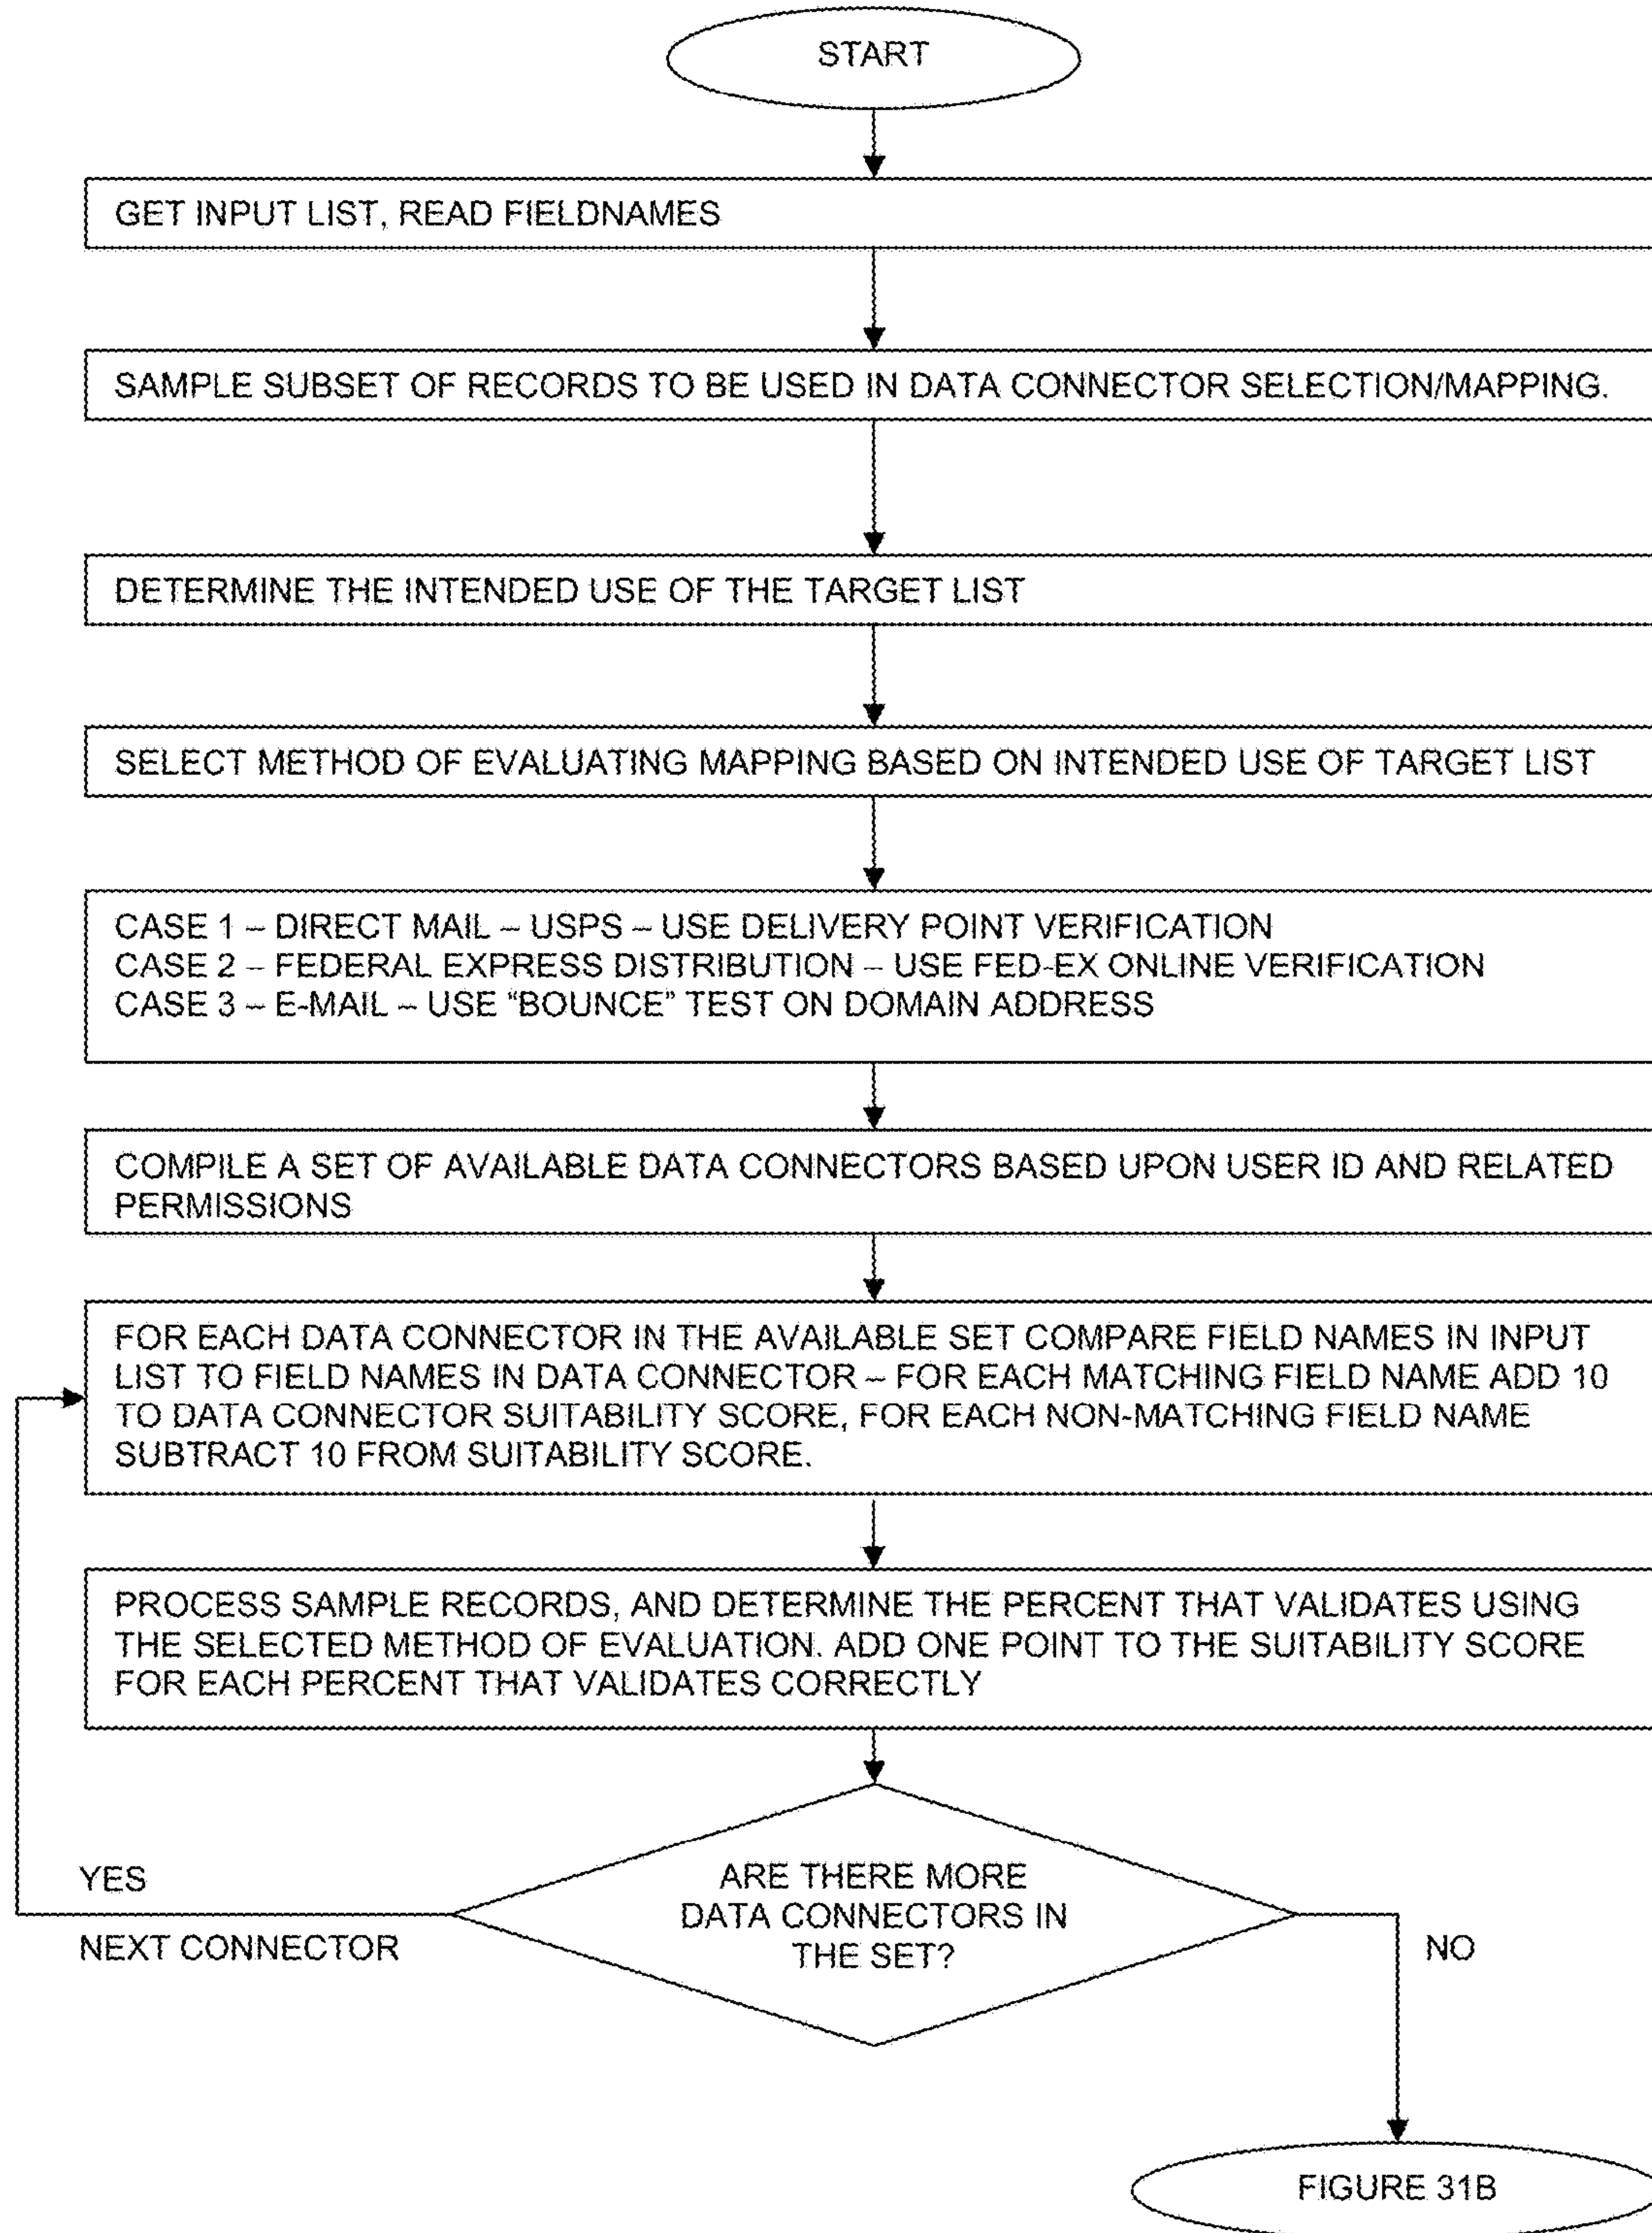 START
GET INPUT LIST, READ FIELDNAMES
SAMPLE SUBSET OF RECORDS TO BE USED IN DATA CONNECTOR SELECTION/MAPPING.
DETERMINE THE INTENDED USE OF THE TARGET LIST
SELECT METHOD OF EVALUATING MAPPING BASED ON INTENDED USE OF TARGET LIST
CASE 1 – DIRECT MAIL – USPS – USE DELIVERY POINT VERIFICATION
CASE 2 – FEDERAL EXPRESS DISTRIBUTION – USE FED-EX ONLINE VERIFICATION
CASE 3 – E-MAIL – USE “BOUNCE” TEST ON DOMAIN ADDRESS
COMPILE A SET OF AVAILABLE DATA CONNECTORS BASED UPON USER ID AND RELATED
PERMISSIONS
FOR EACH DATA CONNECTOR IN THE AVAILABLE SET COMPARE FIELD NAMES IN INPUT
LIST TO FIELD NAMES IN DATA CONNECTOR – FOR EACH MATCHING FIELD NAME ADD 10
TO DATA CONNECTOR SUITABILITY SCORE, FOR EACH NON-MATCHING FIELD NAME
SUBTRACT 10 FROM SUITABILITY SCORE.
PROCESS SAMPLE RECORDS, AND DETERMINE THE PERCENT THAT VALIDATES USING
THE SELECTED METHOD OF EVALUATION. ADD ONE POINT TO THE SUITABILITY SCORE
FOR EACH PERCENT THAT VALIDATES CORRECTLY
ARE THERE MORE
DATA CONNECTORS IN
THE SET?
YES
NEXT CONNECTOR
NO
FIGURE 31B